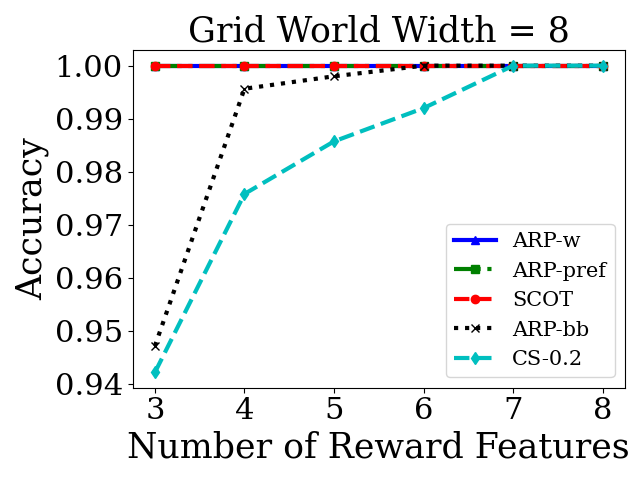 Grid World Width = 8
Accuracy
1.00
0.99
0.98
0.97
0.96
0.95
0.94
ARP-w
ARP-pref
SCOT
ARP-bb
CS-0.2
3 4 5 6 7 8
Number of Reward Features